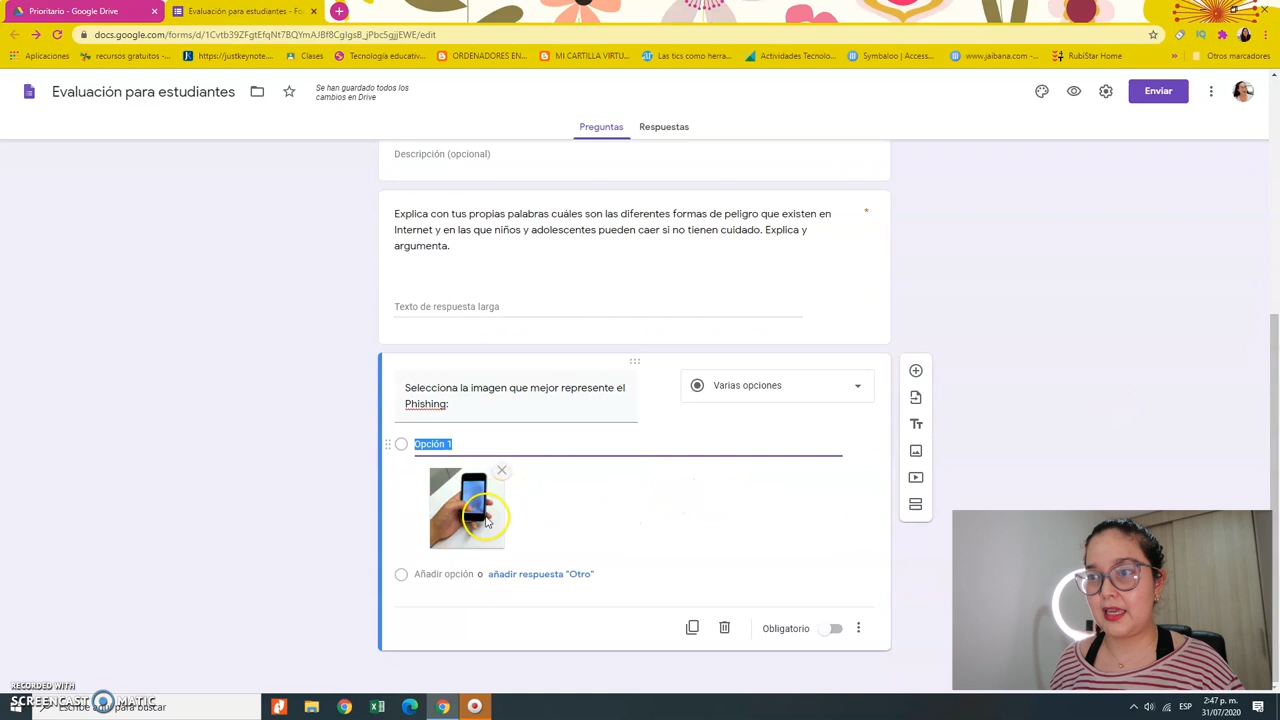 Prioritario - Google Drive
Evaluación para estudiantes - Fo
docs.google.com/forms/d/1Cvtb39ZFgtEfqNt7BQYmAJBf8CgIgsB_jPbc5gjjEWE/edit
Aplicaciones
recursos gratuitos -...
https://justkeynote...
Clases
Tecnología educativ...
ORDENADORES EN...
MI CARTILLA VIRTU...
Las tics como herra...
Actividades Tecnolo...
Symbaloo | Access...
www.jaibana.com -...
RubiStar Home
»
Otros marcadores
Evaluación para estudiantes
Se han guardado todos los
cambios en Drive
Enviar
Preguntas
Respuestas
Descripción (opcional)
Explica con tus propias palabras cuáles son las diferentes formas de peligro que existen en
Internet y en las que niños y adolescentes pueden caer si no tienen cuidado. Explica y
argumenta.
*
Texto de respuesta larga
Selecciona la imagen que mejor represente el
Phishing:
Varias opciones
Opción 1
Añadir opción o añadir respuesta "Otro"
Obligatorio
RECORDED WITH
SCREENCAST MATIC
Escribe aquí para buscar
ESP
2:47 p. m.
31/07/2020